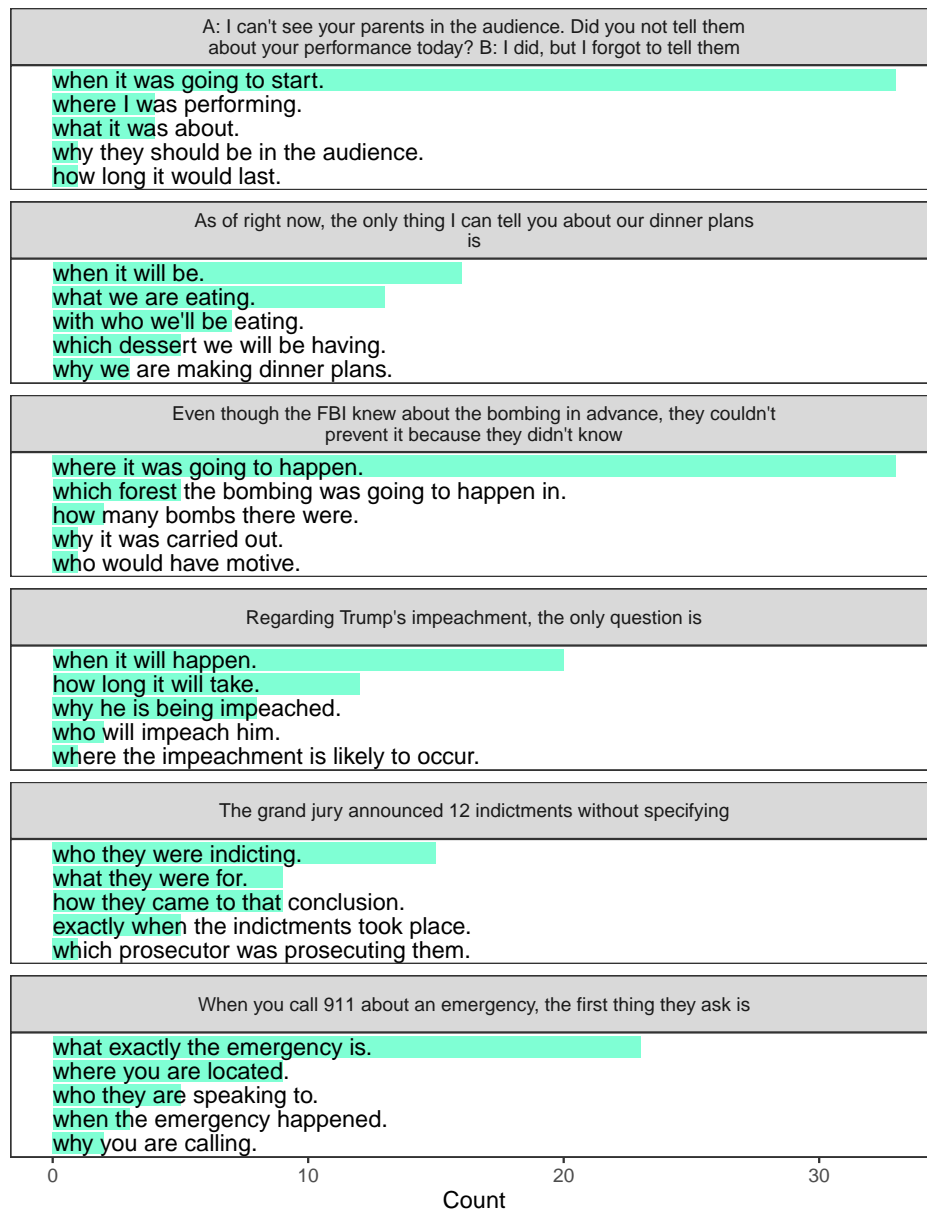 A: I can't see your parents in the audience. Did you not tell them
about your performance today? B: I did, but I forgot to tell them
when it was going to start.
where I was performing.
what it was about.
why they should be in the audience.
how long it would last.
As of right now, the only thing I can tell you about our dinner plans
is
when it will be.
what we are eating.
with who we'll be eating.
which dessert we will be having.
why we are making dinner plans.
Even though the FBI knew about the bombing in advance, they couldn't
prevent it because they didn't know
where it was going to happen.
which forest the bombing was going to happen in.
how many bombs there were.
why it was carried out.
who would have motive.
Regarding Trump's impeachment, the only question is
when it will happen.
how long it will take.
why he is being impeached.
who will impeach him.
where the impeachment is likely to occur.
The grand jury announced 12 indictments without specifying
who they were indicting.
what they were for.
how they came to that conclusion.
exactly when the indictments took place.
which prosecutor was prosecuting them.
When you call 911 about an emergency, the first thing they ask is
what exactly the emergency is.
where you are located.
who they are speaking to.
when the emergency happened.
why you are calling.
0 10 20 30
Count